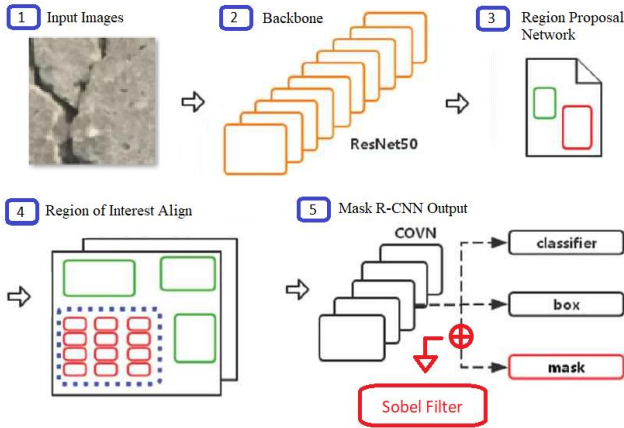 1 Input Images
2 Backbone
3 Region Proposal
Network
ResNet50
4 Region of Interest Align
5 Mask R-CNN Output
COVN
classifier
box
mask
Sobel Filter